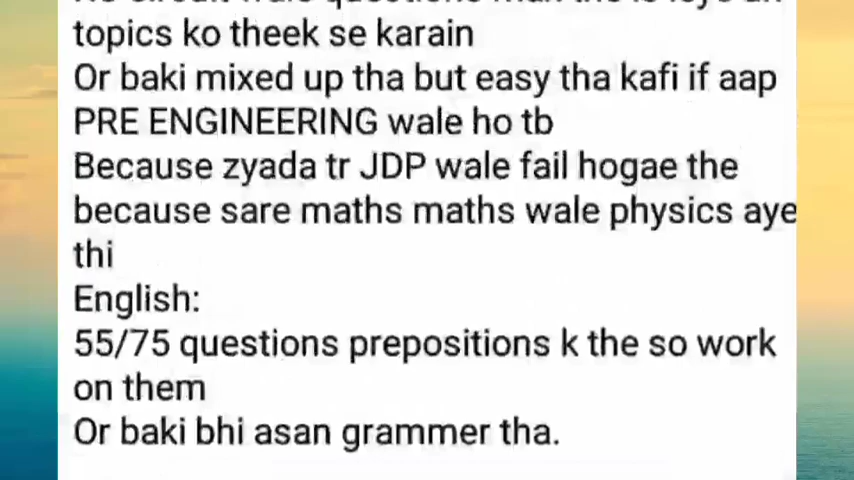 topics ko theek se karain
Or baki mixed up tha but easy tha kafi if aap
PRE ENGINEERING wale ho tb
Because zyada tr JDP wale fail hogae the
because sare maths maths wale physics aye
thi
English:
55/75 questions prepositions k the so work
on them
Or baki bhi asan grammer tha.